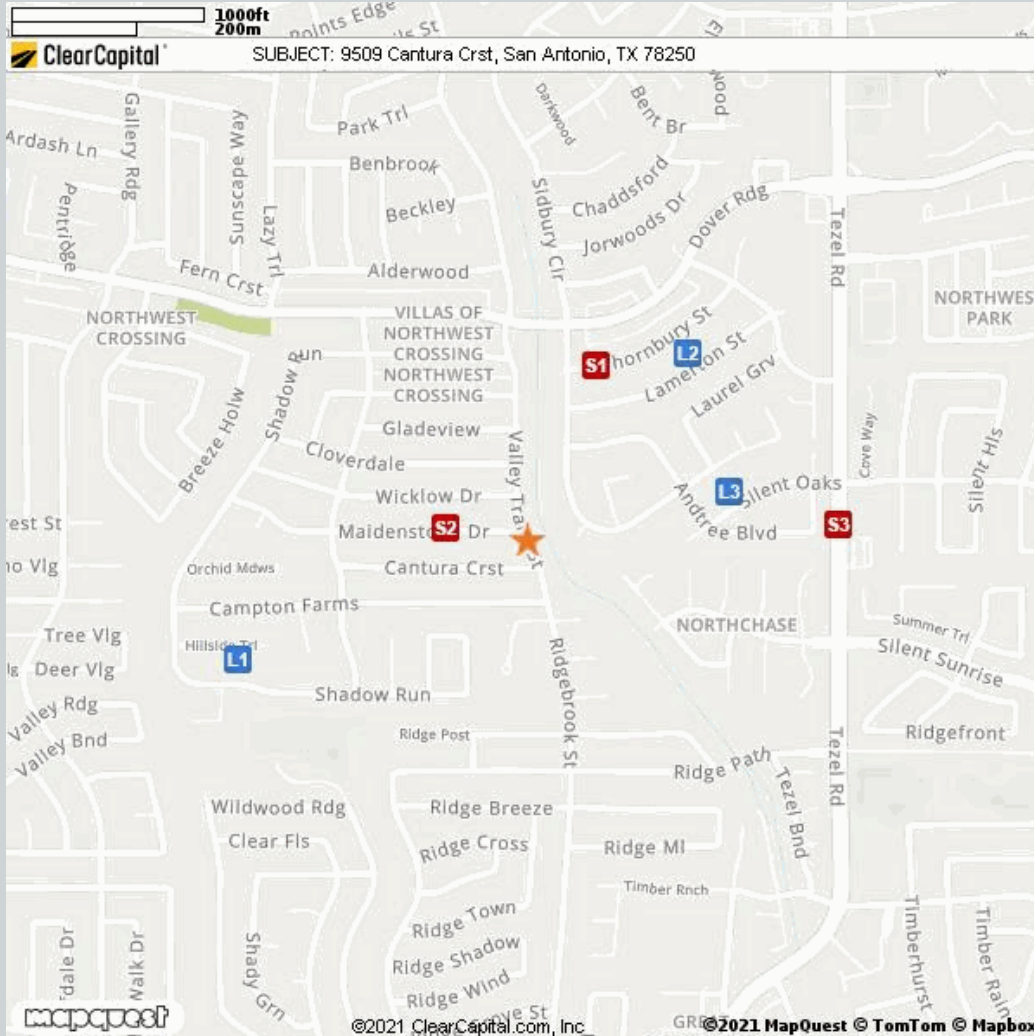 1000ft
200m
Points Edge
ClearCapital
SUBJECT: 9509 Cantura Crst, San Antonio, TX 78250
Gallery Rdg
Sunscape Way
Park Trl
Darkwood
Bent Br
Ardash Ln
Benbrook
Pentridge
Lazy Trl
Beckley
Sidbury Cir
Chaddsford
Jorwoods Dr
Dover Rdg
Tezel Rd
Fern Crst
Alderwood
NORTHWEST
CROSSING
VILLAS OF
NORTHWEST
CROSSING
NORTHWEST
CROSSING
PARK
Shadow Run
S1
Thornbury St
L2
Lamerton St
Laurel Grv
Breeze Holw
Gladeview
Cloverdale
Valley Trai
Cove Way
Silent Hls
Wicklow Dr
L3
Silent Oaks
Andtree Blvd
S3
Maidensto
S2
Dr
Cantura Crst
Orchid Mdws
Campton Farms
Tree Vlg
Hillside Trl
L1
Deer Vlg
NORTHCHASE
Summer Trl
Silent Sunrise
Shadow Run
Ridgebrook St
Valley Rdg
Valley Bnd
Ridge Post
Ridgefront
Ridge Path
Tezel Bnd
Tezel Rd
Wildwood Rdg
Ridge Breeze
Clear Fls
Ridge Cross
Ridge Ml
Timber Rnch
Ridge Town
Ridge Shadow
Ridge Wind
Shady Grn
Timberhurst
Timber Rain
mapquest
©2021 ClearCapital.com, Inc
©2021 MapQuest © TomTom © Mapbox